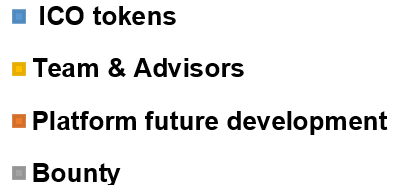 ICO tokens
Team & Advisors
Platform future development
Bounty